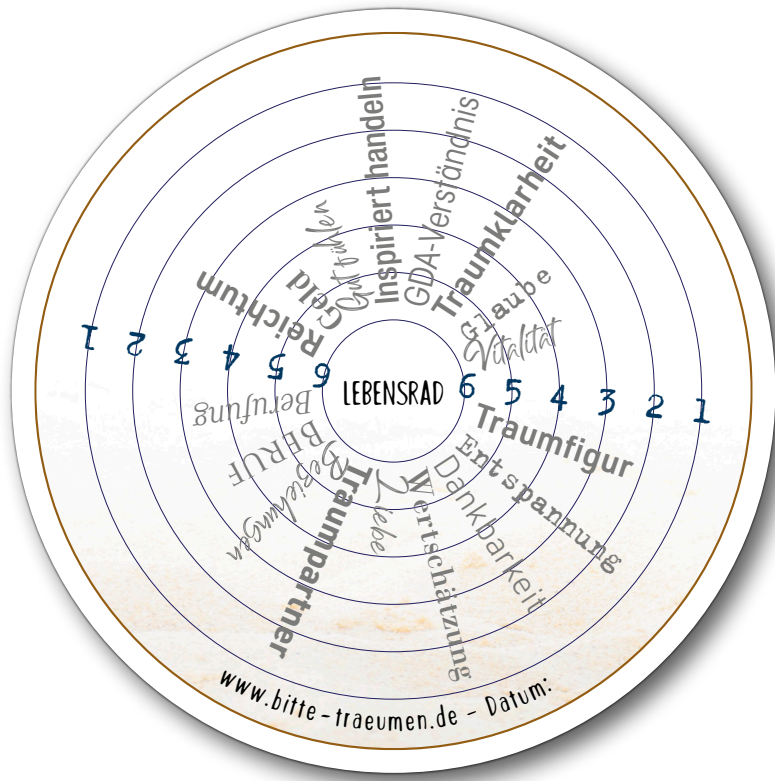 LEBENSRAD
Inspiriert handeln
GDA-Verständnis
Traumklarheit
Glaube
Vitalität
6 5 4 3 2 1
Traumfigur
Entspannung
Dankbarkeit
Wertschätzung
Liebe
Traumpartner
Beziehungen
BERUF
Berufung
1 2 3 4 5 6
Reichtum
Geld
Gut fühlen
www.bitte-traeumen.de - Datum: